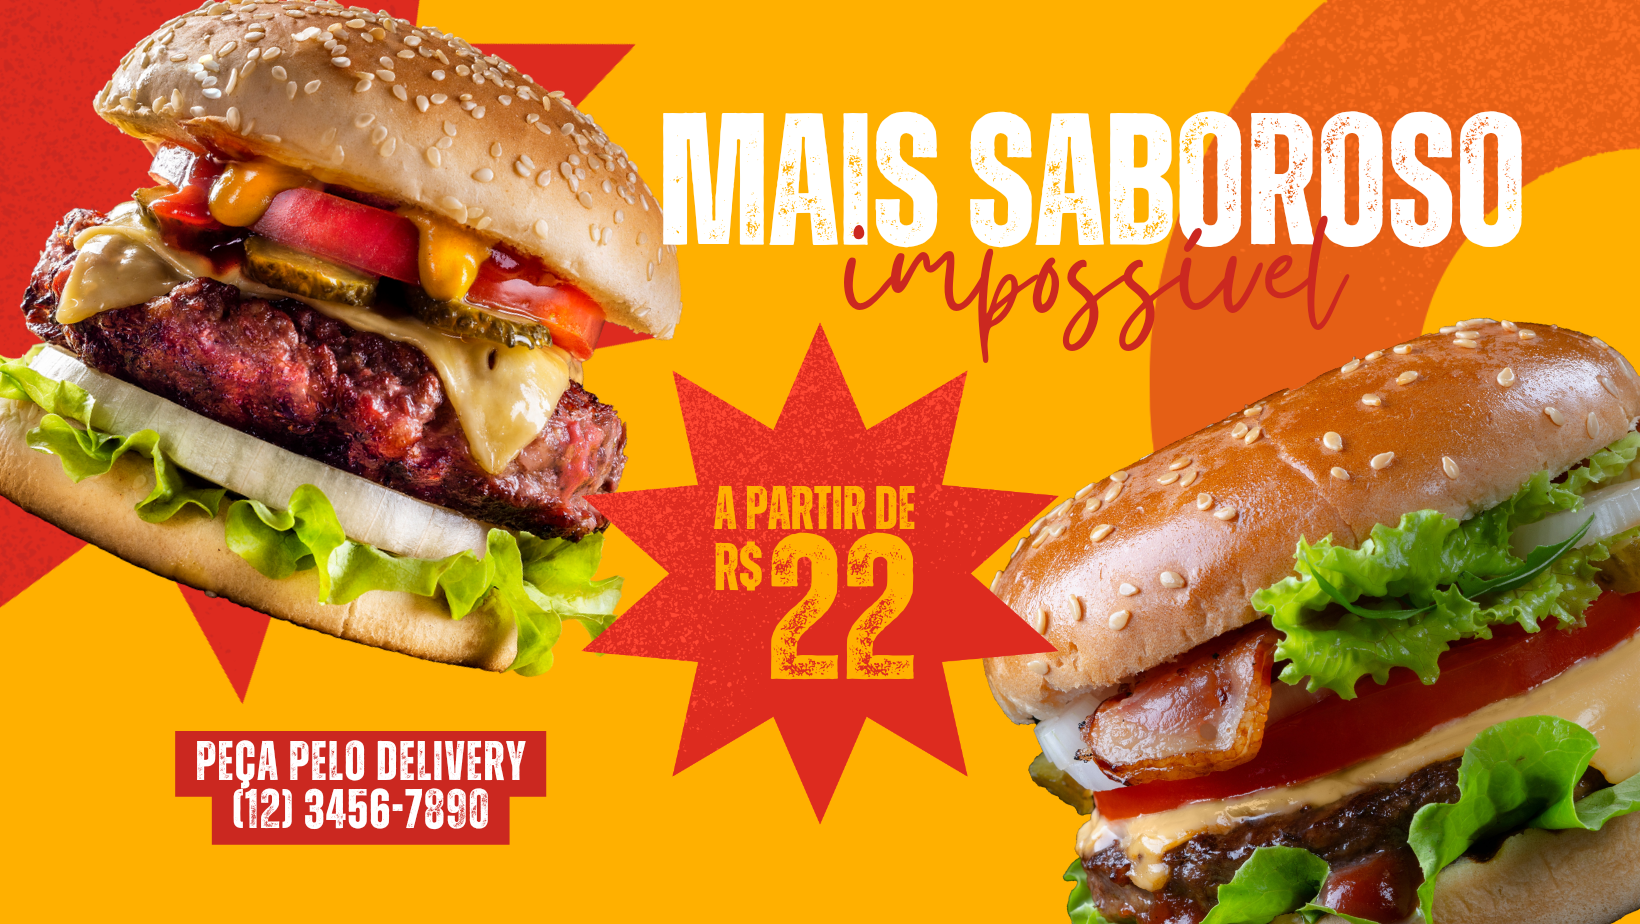 MAIS SABOROSO
impossível
A PARTIR DE
R$ 22
PEÇA PELO DELIVERY
(12) 3456-7890